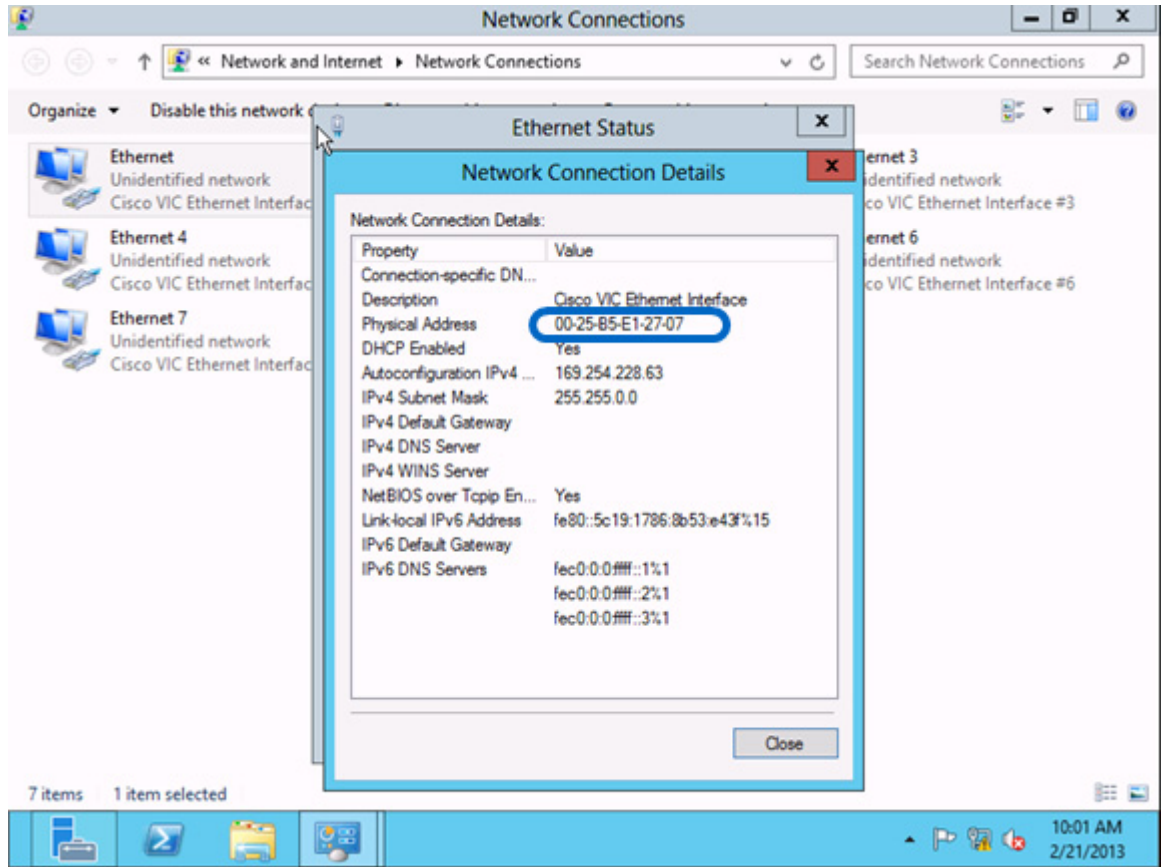 Network Connections
« Network and Internet ▸ Network Connections
Search Network Connections
Organize
Disable this network
Ethernet
Unidentified network
Cisco VIC Ethernet Interfac
Ethernet 4
Unidentified network
Cisco VIC Ethernet Interfac
Ethernet 7
Unidentified network
Cisco VIC Ethernet Interfac
ernet 3
identified network
co VIC Ethernet Interface #3
ernet 6
identified network
co VIC Ethernet Interface #6
Ethernet Status
Network Connection Details
Network Connection Details:
Property Value
Connection-specific DN...
Description Cisco VIC Ethernet Interface
Physical Address 00-25-B5-E1-27-07
DHCP Enabled Yes
Autoconfiguration IPv4 ... 169.254.228.63
IPv4 Subnet Mask 255.255.0.0
IPv4 Default Gateway
IPv4 DNS Server
IPv4 WINS Server
NetBIOS over Tcpip En... Yes
Link-local IPv6 Address fe80::5c19:1786:8b53:e43f%15
IPv6 Default Gateway
IPv6 DNS Servers fec0:0:0:ffff::1%1
fec0:0:0:ffff::2%1
fec0:0:0:ffff::3%1
Close
7 items 1 item selected
10:01 AM
2/21/2013